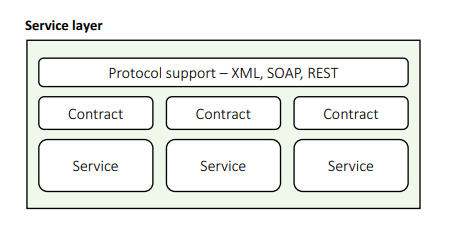 Service layer
Protocol support – XML, SOAP, REST
Contract Contract Contract
Service Service Service